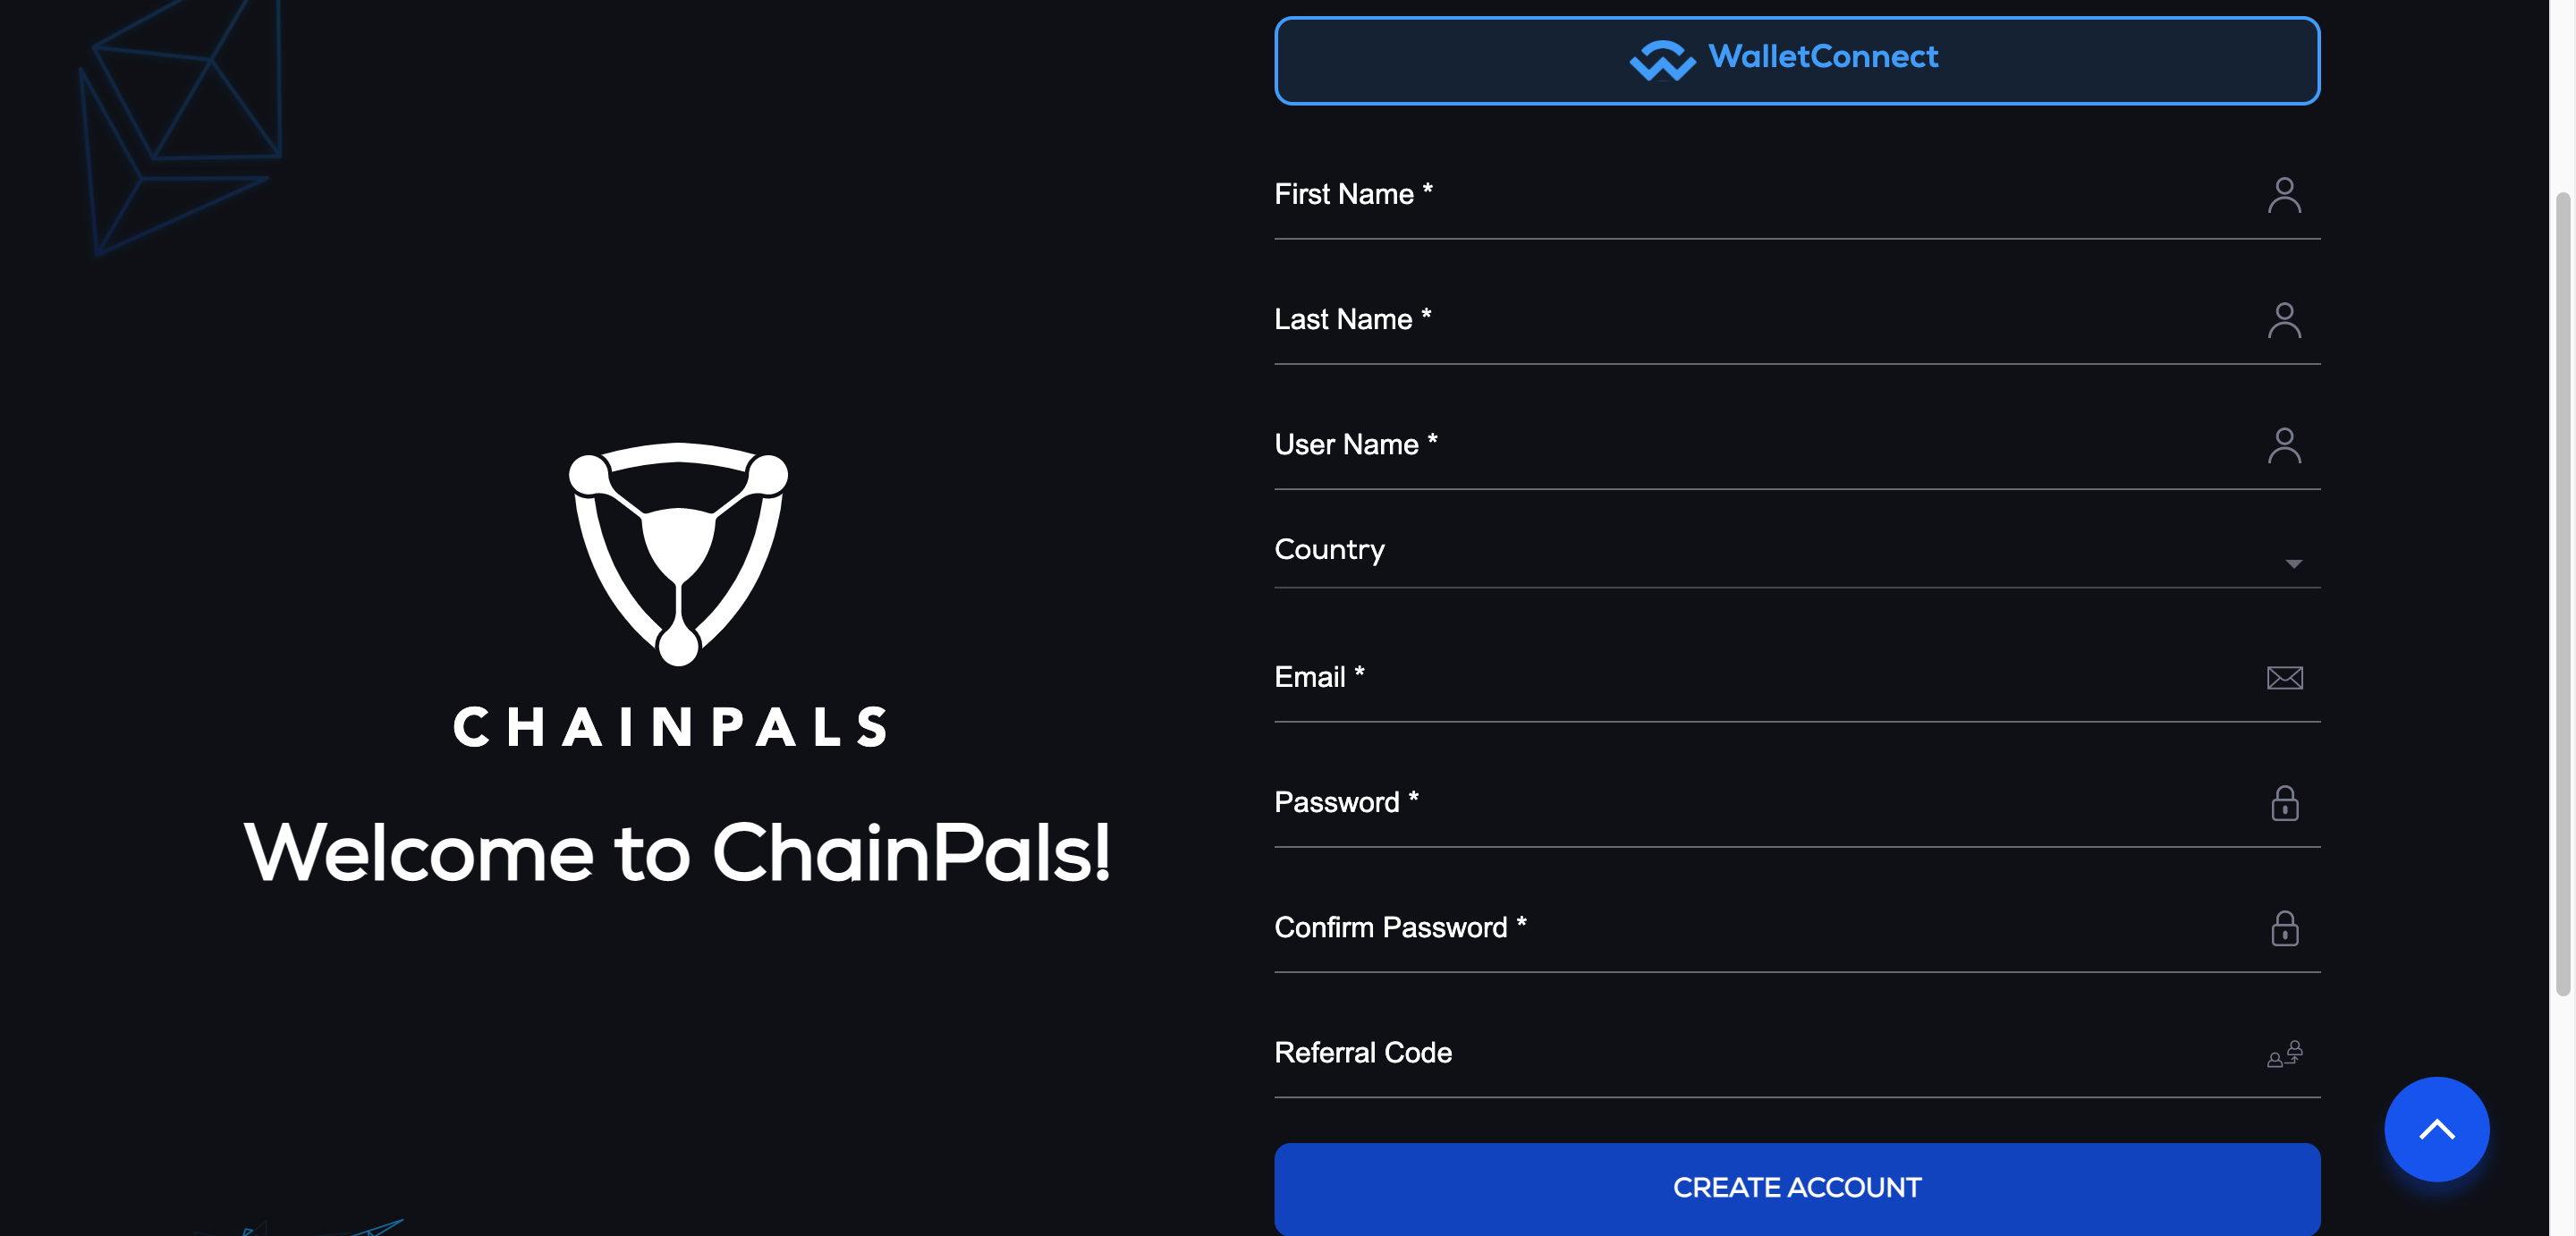 WalletConnect
First Name *
Last Name *
User Name *
Country
Email *
Password *
Confirm Password *
Referral Code
CREATE ACCOUNT
CHAINPALS
Welcome to ChainPals!